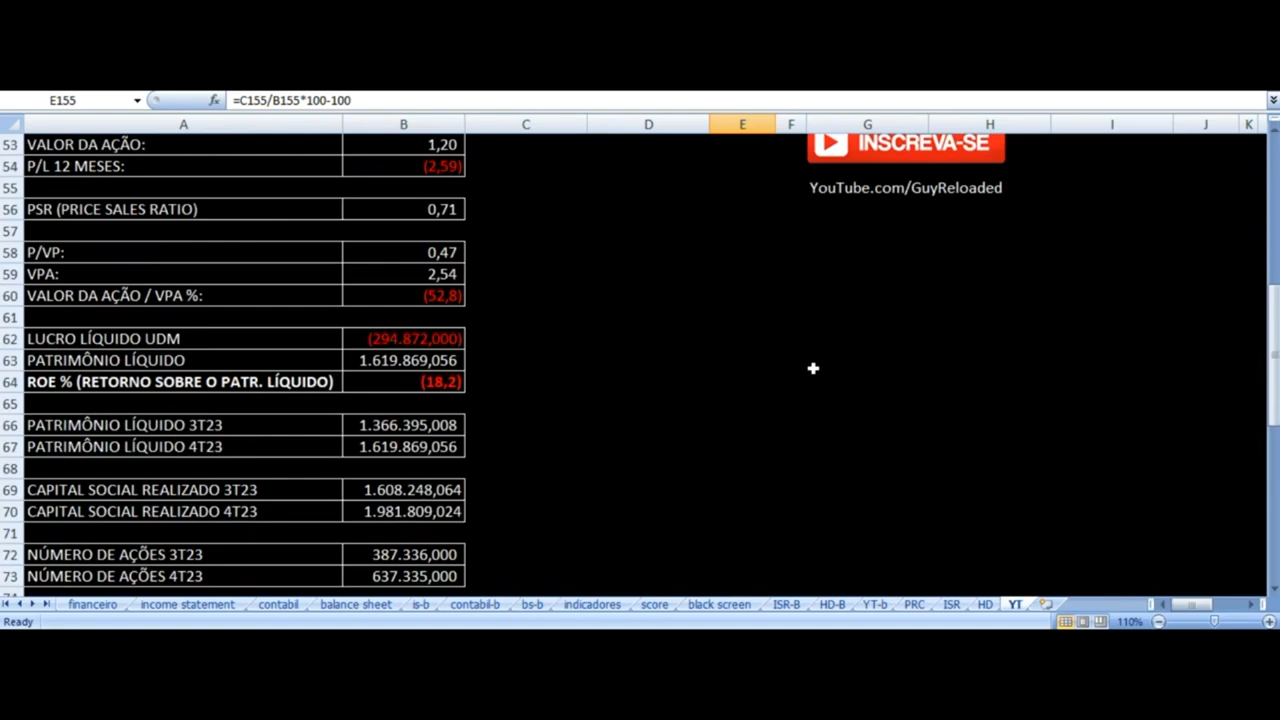 E155 fx =C155/B155*100-100
A B C D E F G H I J K
53 VALOR DA AÇÃO: 1,20 INSCREVA-SE
54 P/L 12 MESES: (2,59)
55 YouTube.com/GuyReloaded
56 PSR (PRICE SALES RATIO) 0,71
57
58 P/VP: 0,47
59 VPA: 2,54
60 VALOR DA AÇÃO / VPA %: (52,8)
61
62 LUCRO LÍQUIDO UDM (294.872,000)
63 PATRIMÔNIO LÍQUIDO 1.619.869,056
64 ROE % (RETORNO SOBRE O PATR. LÍQUIDO) (18,2)
65
66 PATRIMÔNIO LÍQUIDO 3T23 1.366.395,008
67 PATRIMÔNIO LÍQUIDO 4T23 1.619.869,056
68
69 CAPITAL SOCIAL REALIZADO 3T23 1.608.248,064
70 CAPITAL SOCIAL REALIZADO 4T23 1.981.809,024
71
72 NÚMERO DE AÇÕES 3T23 387.336,000
73 NÚMERO DE AÇÕES 4T23 637.335,000
financeiro income statement contabil balance sheet is-b contabil-b bs-b indicadores score black screen ISR-B HD-B YT-b PRC ISR HD YT
Ready 110%